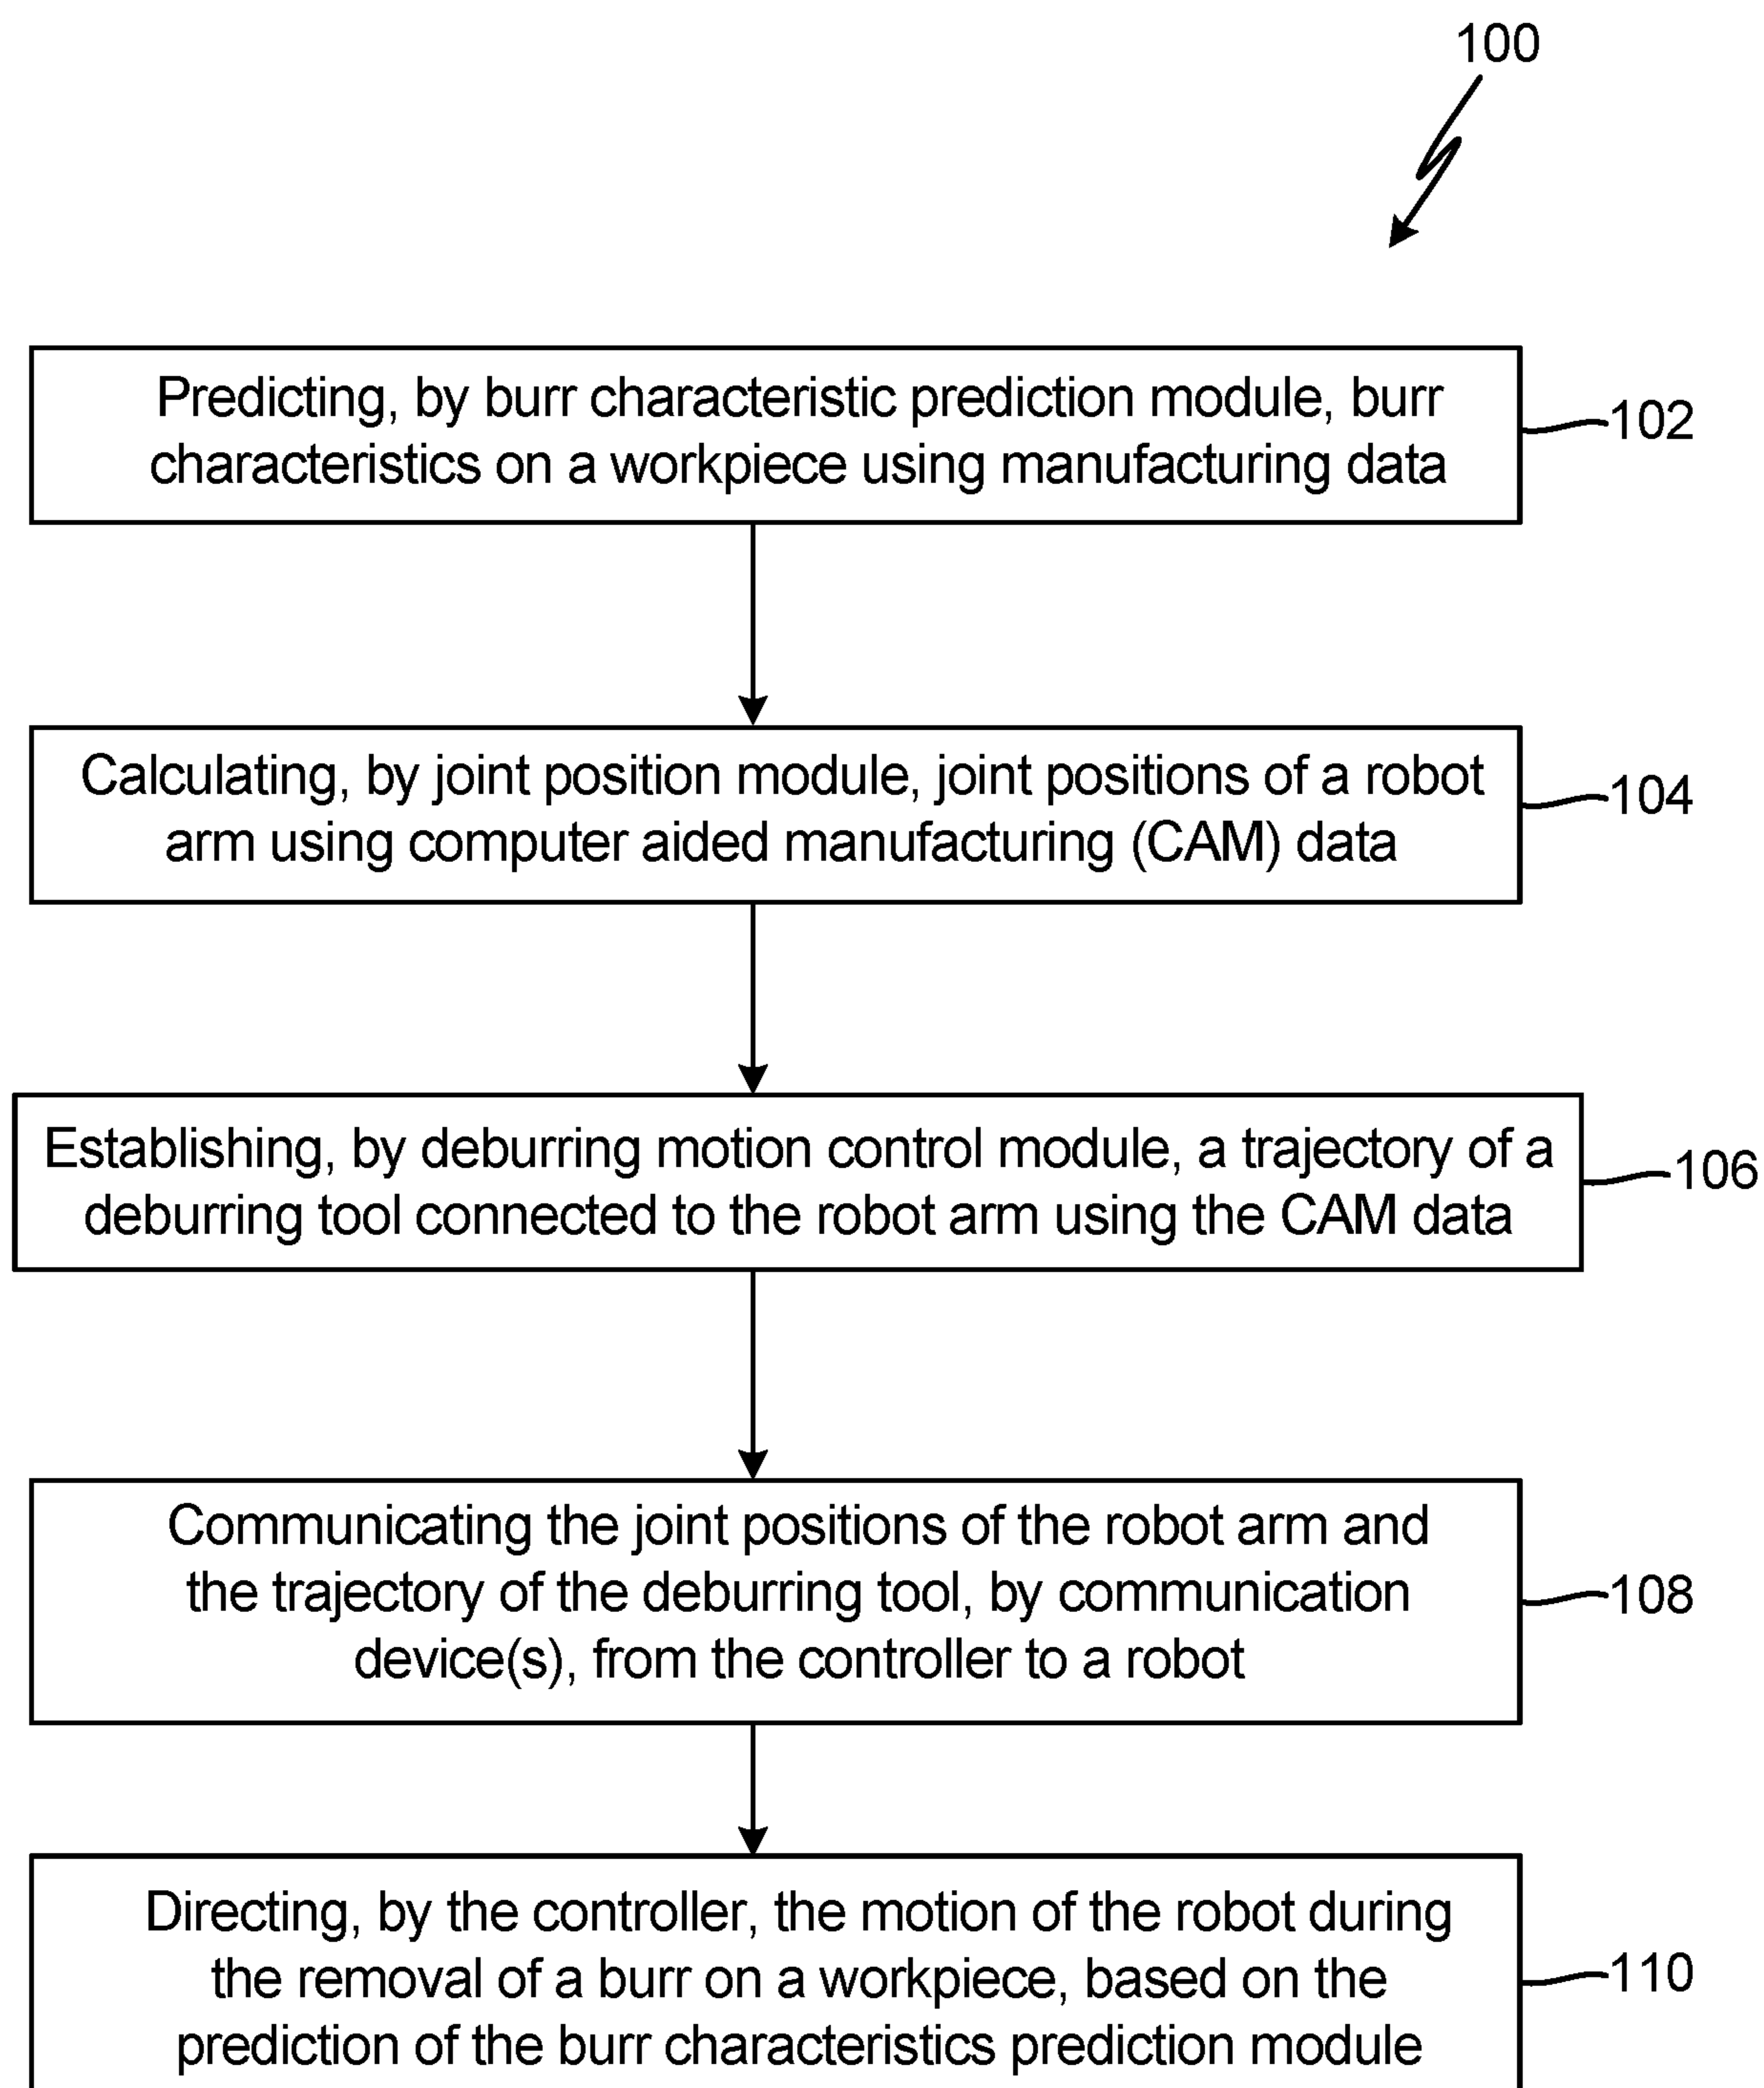 100
Predicting, by burr characteristic prediction module, burr
characteristics on a workpiece using manufacturing data
102
Calculating, by joint position module, joint positions of a robot
arm using computer aided manufacturing (CAM) data
104
Establishing, by deburring motion control module, a trajectory of a
deburring tool connected to the robot arm using the CAM data
106
Communicating the joint positions of the robot arm and
the trajectory of the deburring tool, by communication
device(s), from the controller to a robot
108
Directing, by the controller, the motion of the robot during
the removal of a burr on a workpiece, based on the
prediction of the burr characteristics prediction module
110